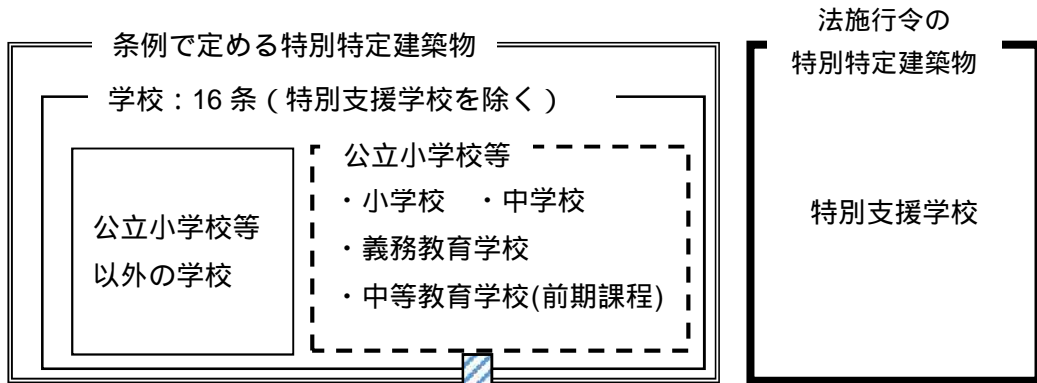 条例で定める特別特定建築物
学校：16 条（特別支援学校を除く）
公立小学校等
以外の学校
公立小学校等
・小学校　・中学校
・義務教育学校
・中等教育学校(前期課程)
法施行令の
特別特定建築物
特別支援学校